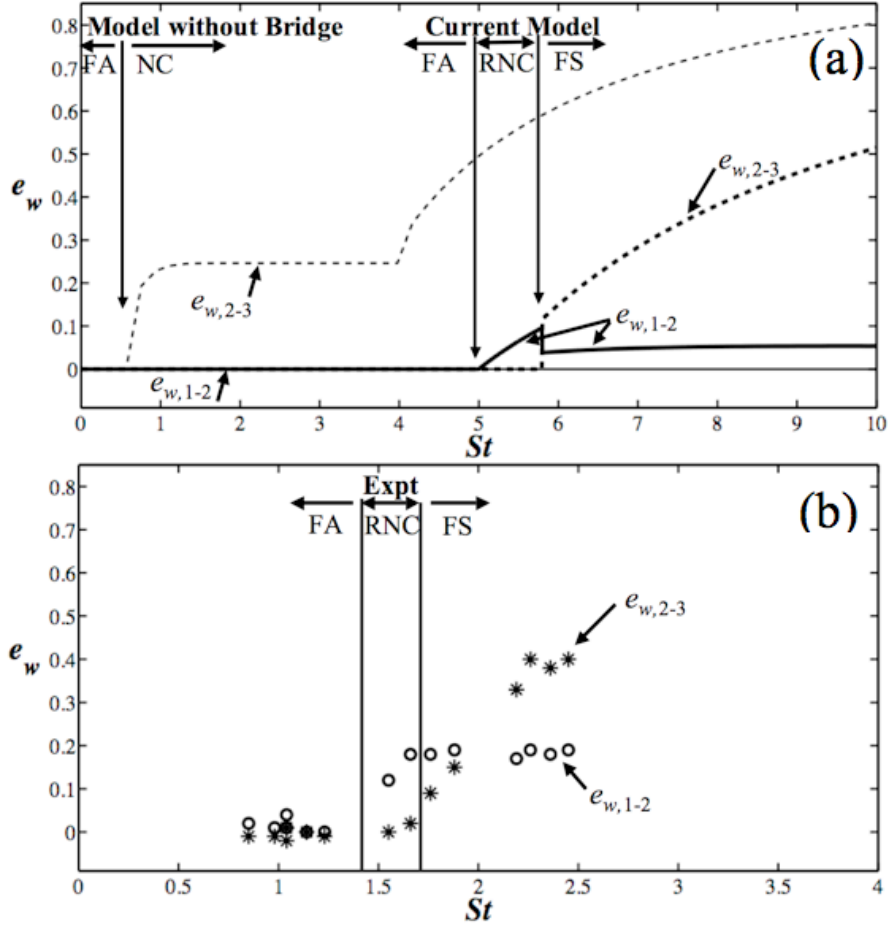 Model without Bridge
Current Model
FA NC
FA RNC FS
(a)
0.8
0.7
0.6
0.5
0.4
0.3
0.2
0.1
0
e_w
e_w,2-3
e_w,2-3
e_w,1-2
e_w,1-2
0 1 2 3 4 5 6 7 8 9 10
St
Expt
FA RNC FS
(b)
0.8
0.7
0.6
0.5
0.4
0.3
0.2
0.1
0
e_w
e_w,2-3
e_w,1-2
0 0.5 1 1.5 2 2.5 3 3.5 4
St